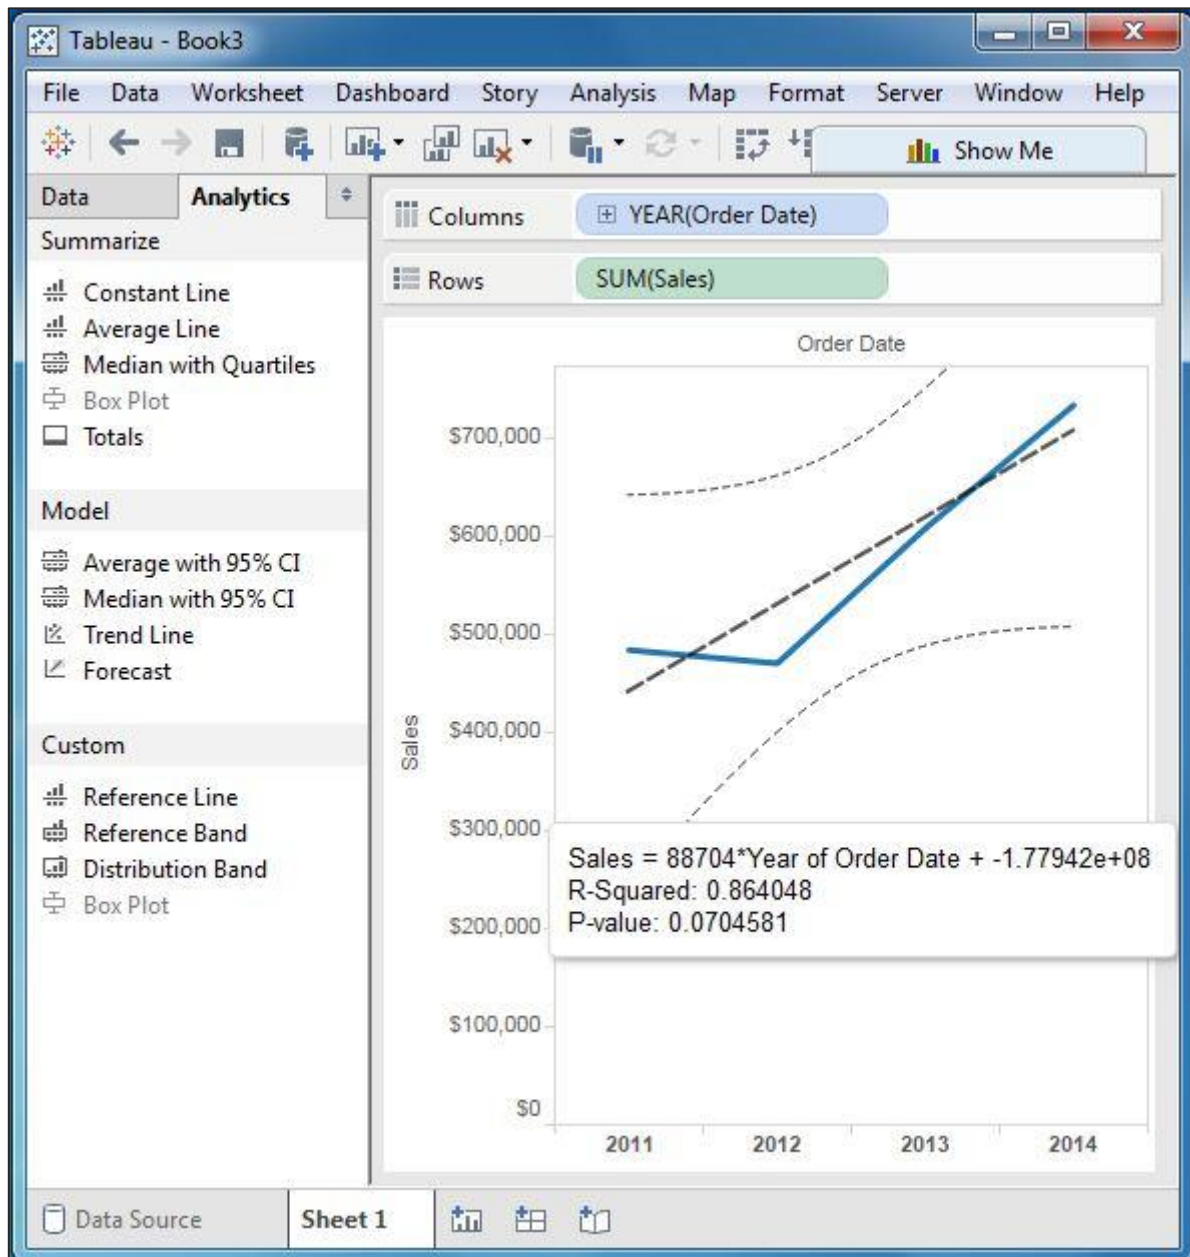 Tableau - Book3
File Data Worksheet Dashboard Story Analysis Map Format Server Window Help
Show Me
Data Analytics
Summarize
Constant Line
Average Line
Median with Quartiles
Box Plot
Totals
Model
Average with 95% CI
Median with 95% CI
Trend Line
Forecast
Custom
Reference Line
Reference Band
Distribution Band
Box Plot
Columns YEAR(Order Date)
Rows SUM(Sales)
Order Date
Sales
$700,000
$600,000
$500,000
$400,000
$300,000
$200,000
$100,000
$0
Sales = 88704*Year of Order Date + -1.77942e+08
R-Squared: 0.864048
P-value: 0.0704581
2011 2012 2013 2014
Data Source Sheet 1